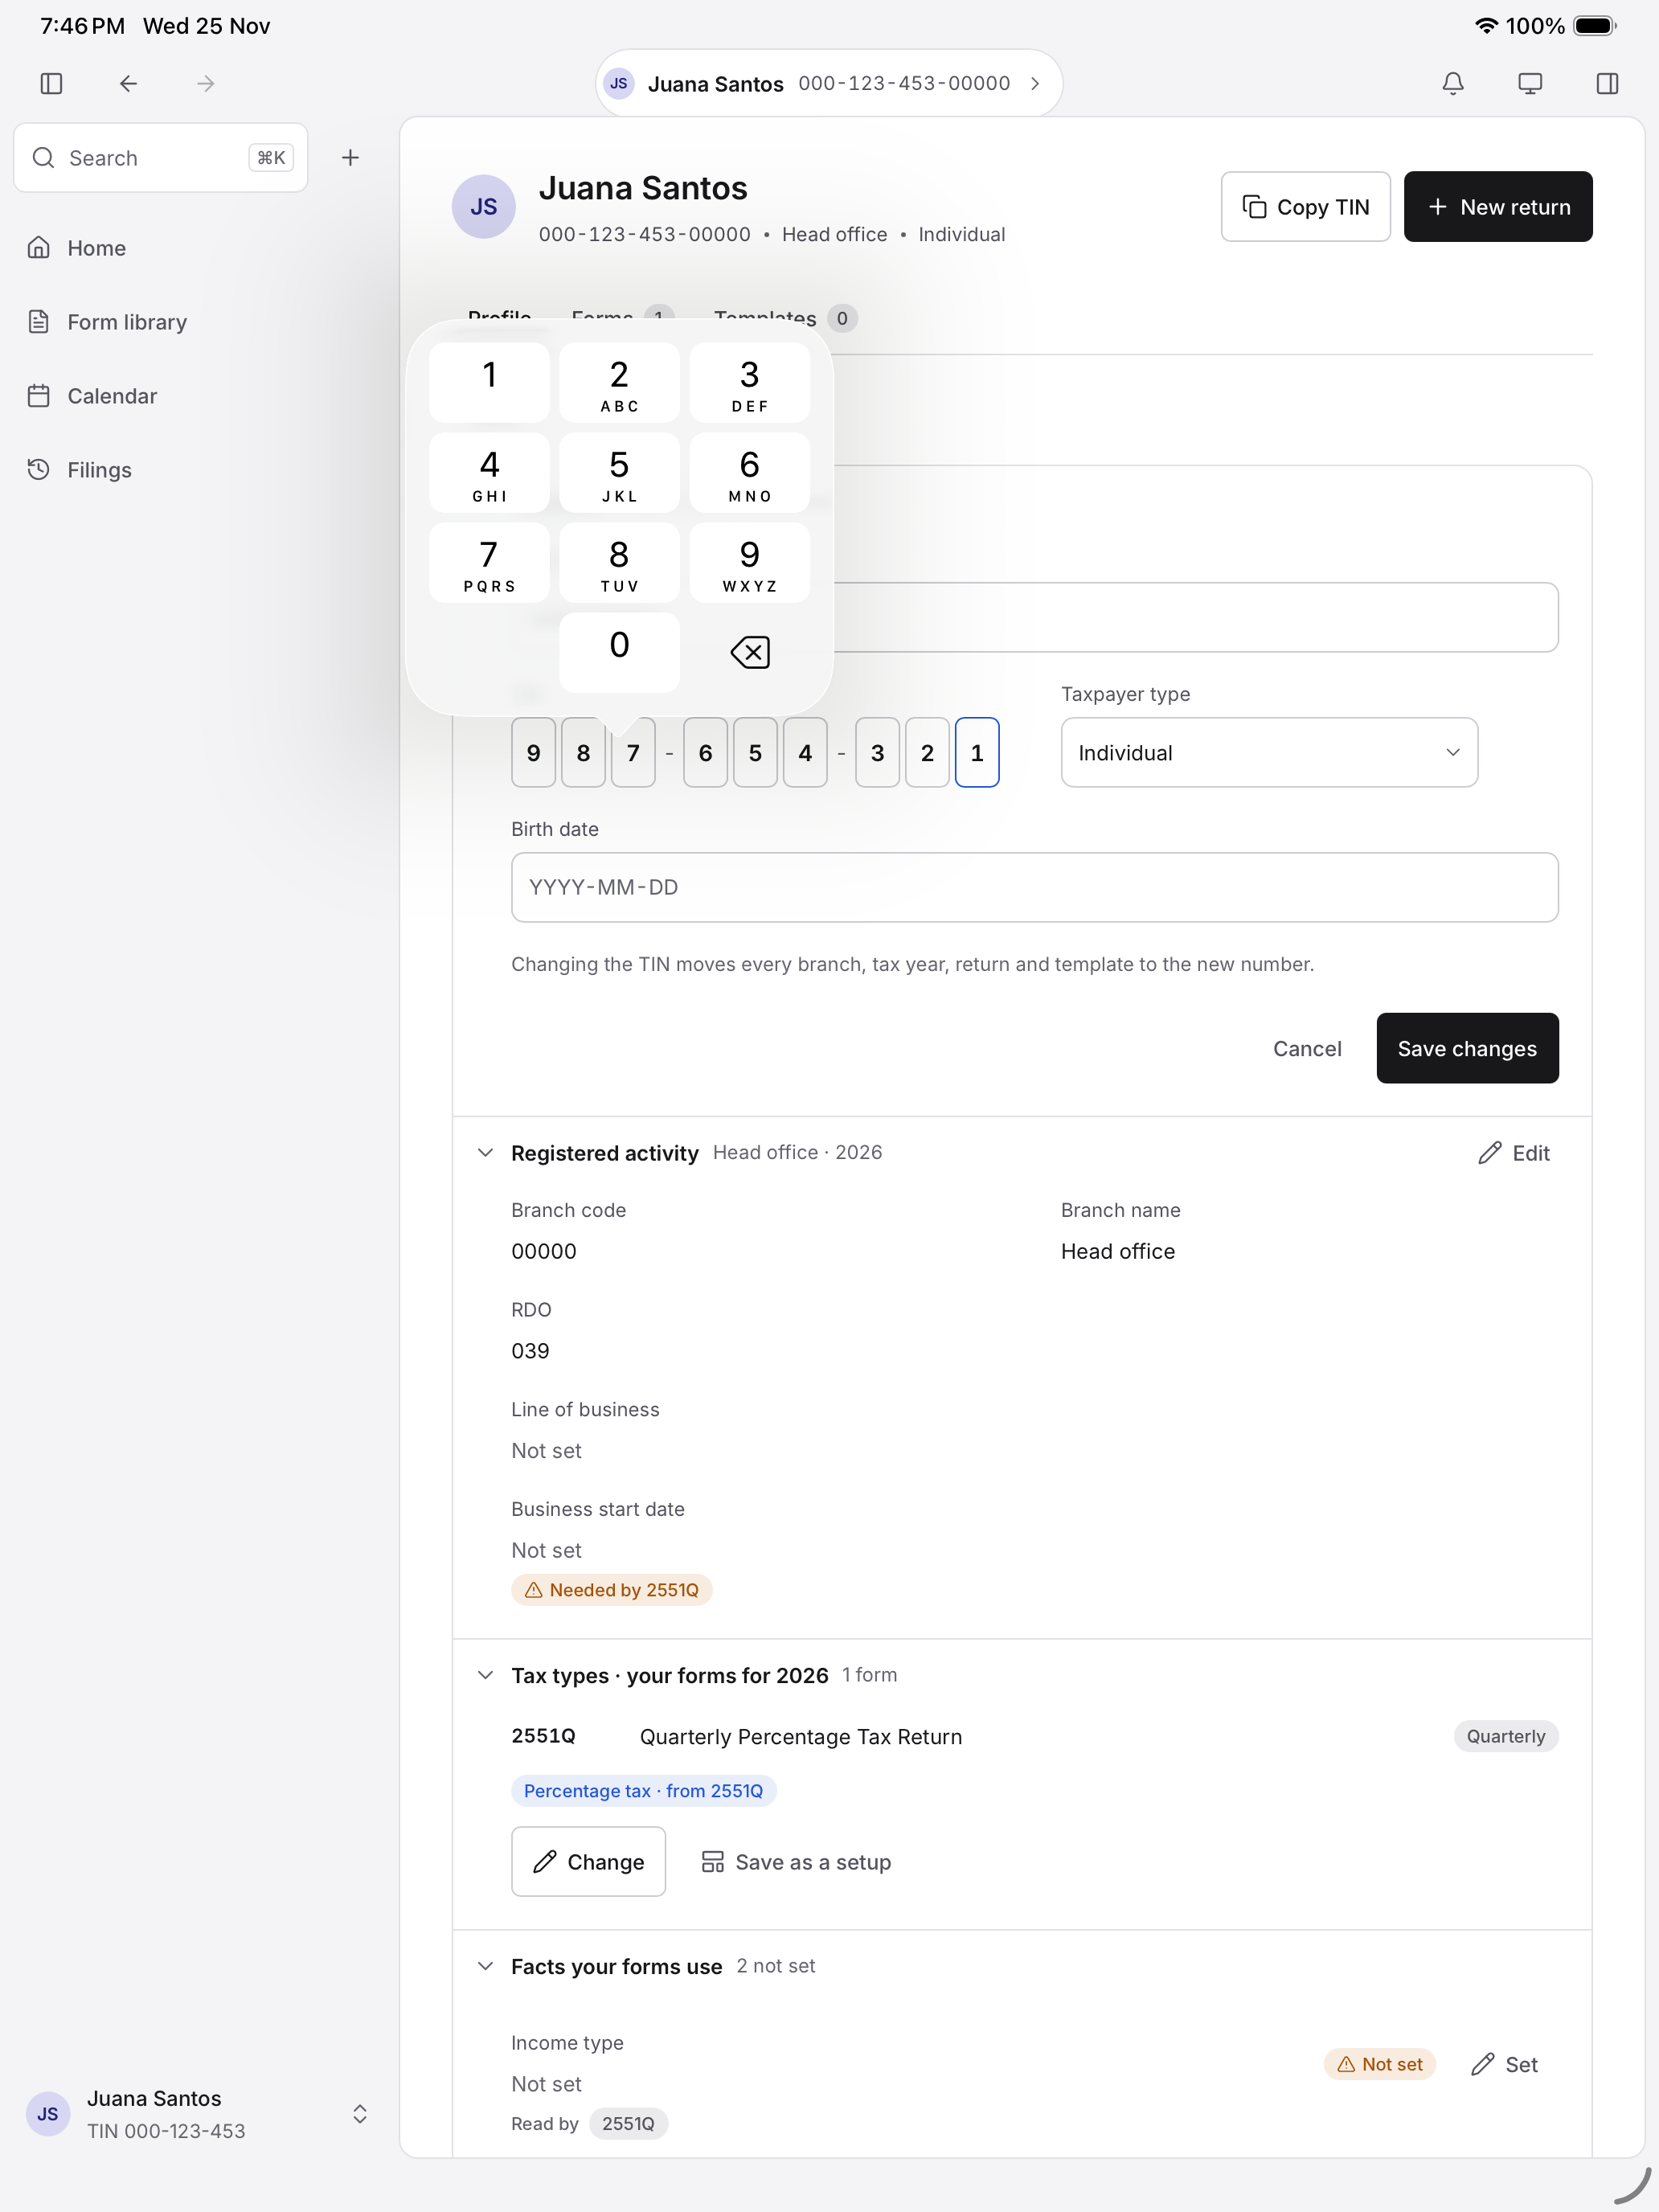 7:46 PM Wed 25 Nov
100%
JS Juana Santos 000-123-453-00000
Search ⌘K
Home
Form library
Calendar
Filings
JS
Juana Santos
000-123-453-00000 • Head office • Individual
Copy TIN
New return
Profile Forms 1 Templates 0
1
2 ABC
3 DEF
4 GHI
5 JKL
6 MNO
7 PQRS
8 TUV
9 WXYZ
0
9 8 7 - 6 5 4 - 3 2 1
Taxpayer type
Individual
Birth date
YYYY-MM-DD
Changing the TIN moves every branch, tax year, return and template to the new number.
Cancel
Save changes
Registered activity Head office · 2026
Edit
Branch code
00000
Branch name
Head office
RDO
039
Line of business
Not set
Business start date
Not set
Needed by 2551Q
Tax types · your forms for 2026 1 form
2551Q Quarterly Percentage Tax Return Quarterly
Percentage tax · from 2551Q
Change
Save as a setup
Facts your forms use 2 not set
Income type
Not set
Read by 2551Q
Not set
Set
JS
Juana Santos
TIN 000-123-453